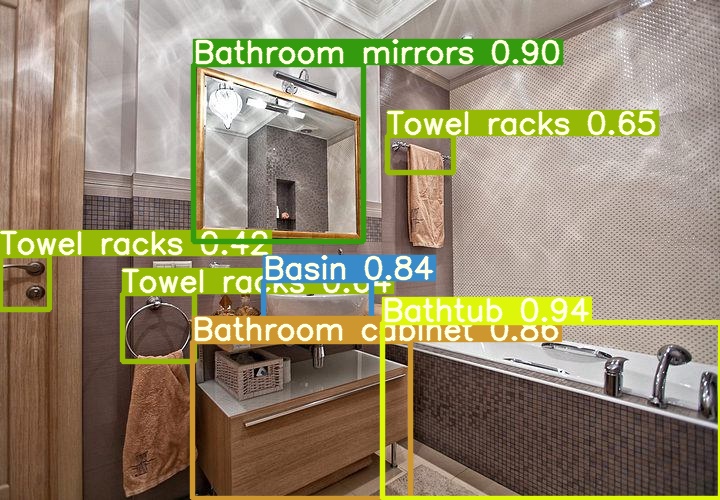 Bathroom mirrors 0.90
Towel racks 0.65
Towel racks 0.42
Basin 0.84
Towel racks 0.64
Bathtub 0.94
Bathroom cabinet 0.86